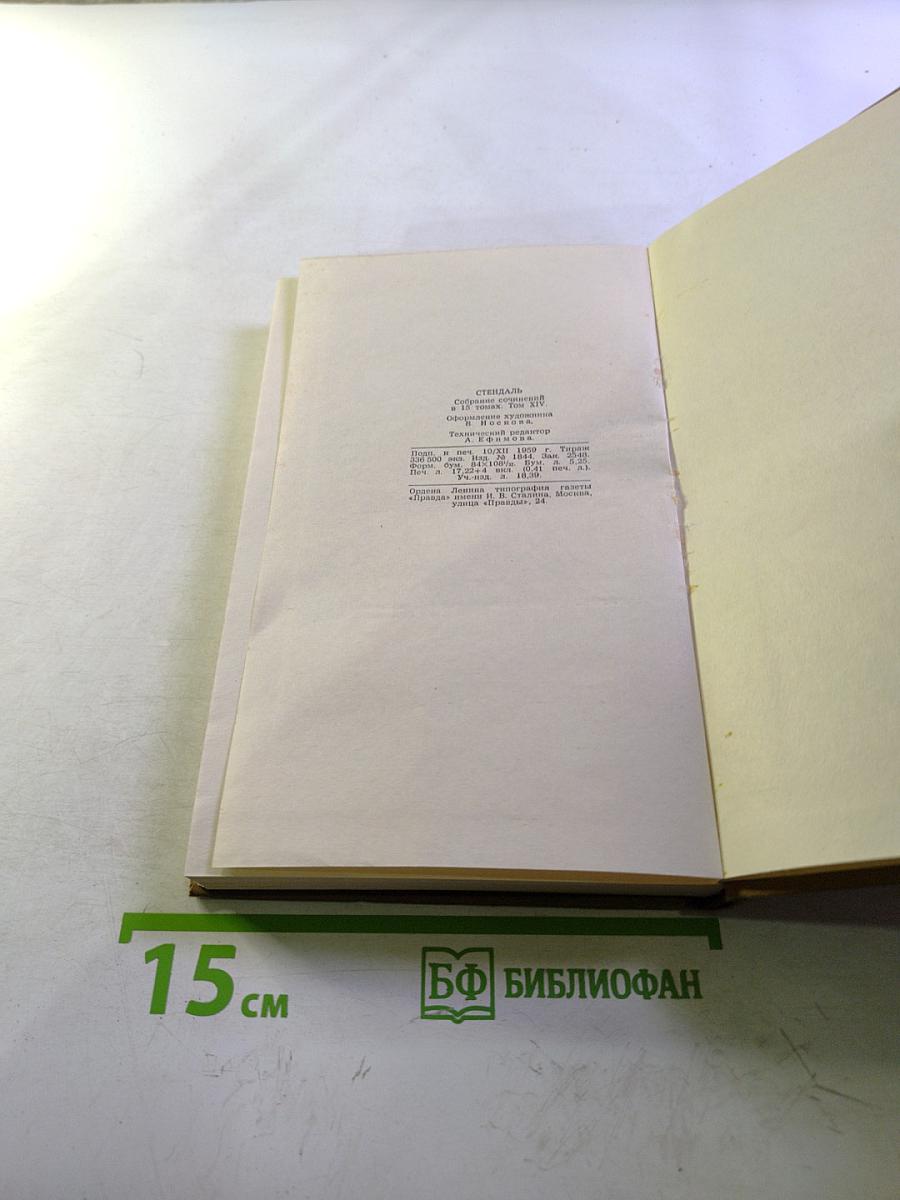 СТЕНДАЛЬ
Собрание сочинений
в 15 томах. Том XIV.
Оформление художника
В. Носкова.
Технический редактор
А. Ефимова.
Подп. к печ. 10/XII 1959 г. Тираж
336 500 экз. Изд. № 1844. Зак. 2548.
Форм. бум. 84×108¹/₃₂. Бум. л. 5,25.
Печ. л. 17,22+4 вкл. (0,41 печ. л.).
Уч.-изд. л. 18,39.
Ордена Ленина типография газеты
«Правда» имени И. В. Сталина, Москва,
улица «Правды», 24.
15 см
БФ БИБЛИОФАН